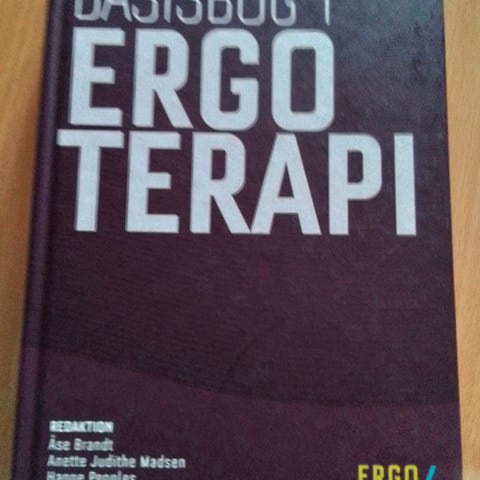 BASISBOG I
ERGO
TERAPI
REDAKTION
Åse Brandt
Anette Judithe Madsen
Hanne Peoples
ERGO/